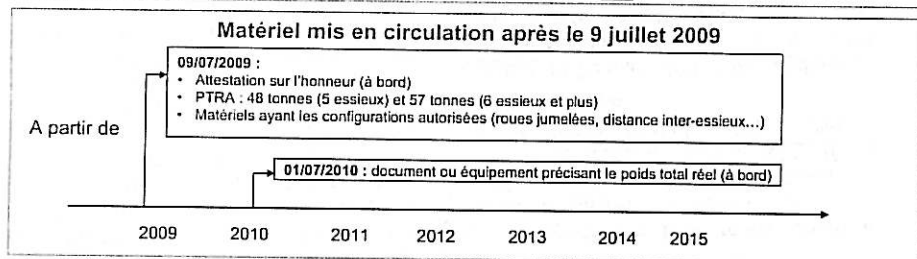 Matériel mis en circulation après le 9 juillet 2009
09/07/2009 :
• Attestation sur l'honneur (à bord)
• PTRA : 48 tonnes (5 essieux) et 57 tonnes (6 essieux et plus)
• Matériels ayant les configurations autorisées (roues jumelées, distance inter-essieux...)
A partir de
01/07/2010 : document ou équipement précisant le poids total réel (à bord)
2009 2010 2011 2012 2013 2014 2015